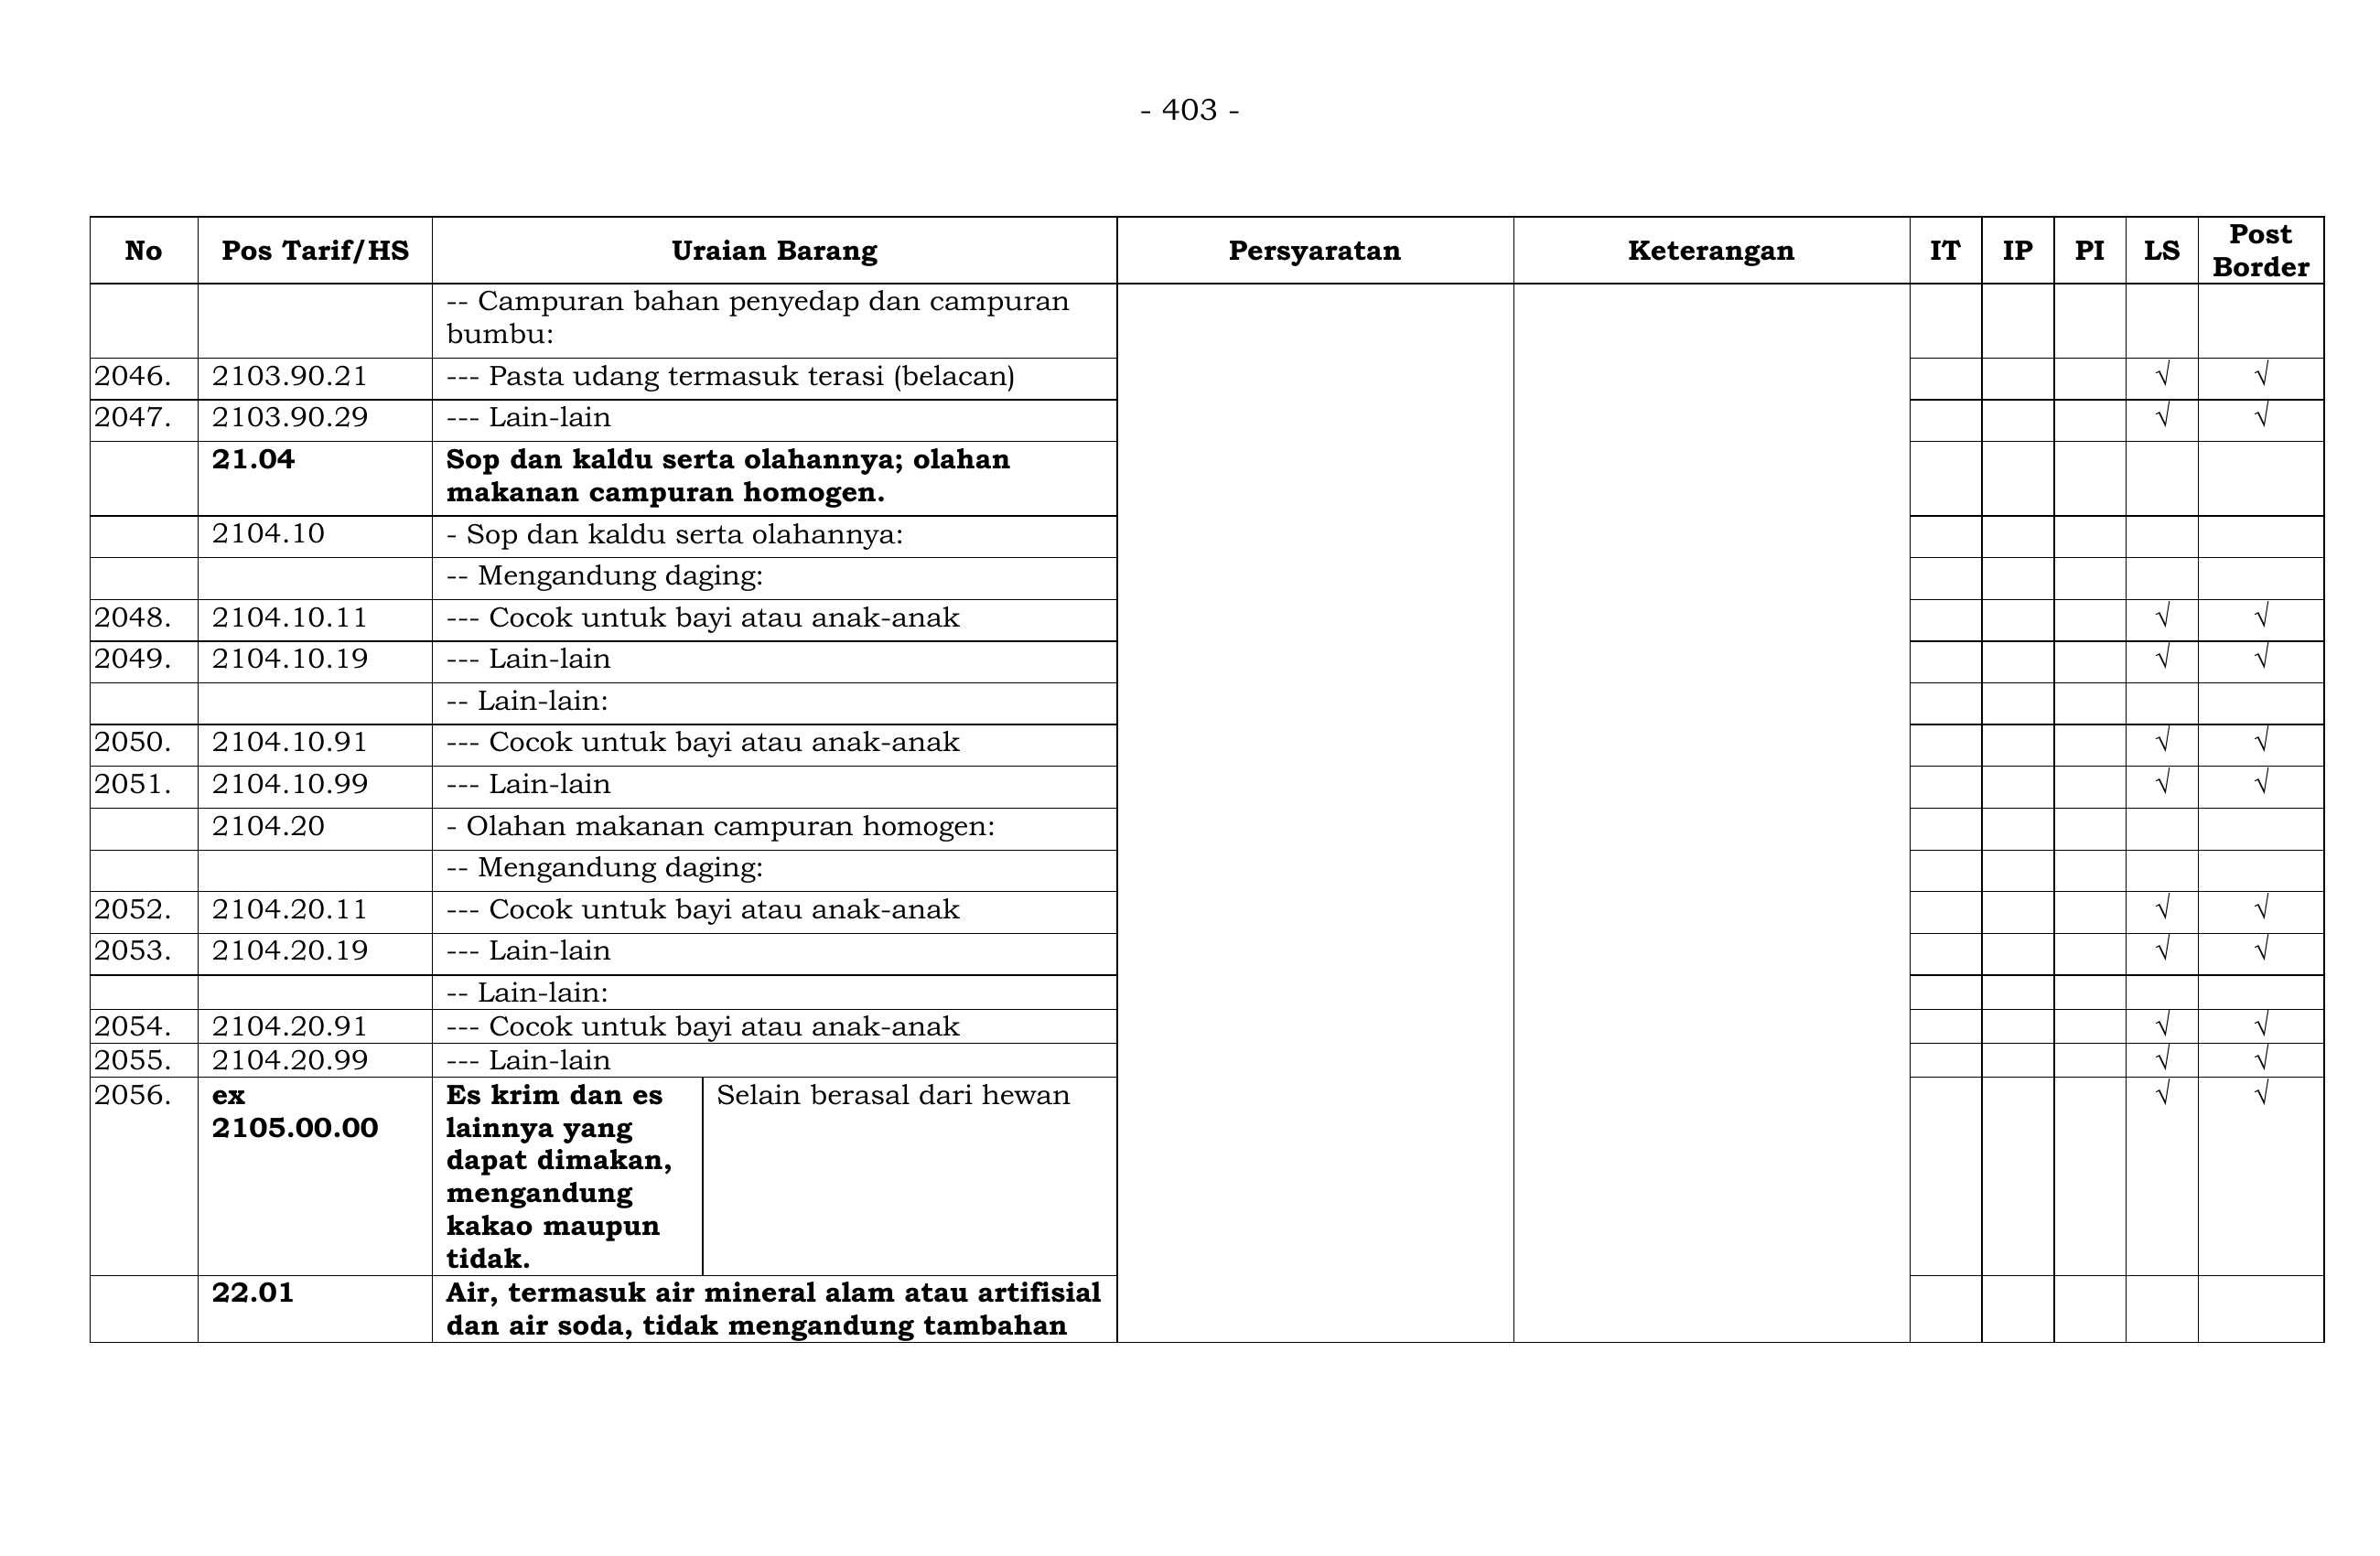 - 403 -
No Pos Tarif/HS Uraian Barang Persyaratan Keterangan IT IP PI LS Post Border
-- Campuran bahan penyedap dan campuran
bumbu:
2046. 2103.90.21 --- Pasta udang termasuk terasi (belacan) √ √
2047. 2103.90.29 --- Lain-lain √ √
21.04 Sop dan kaldu serta olahannya; olahan
makanan campuran homogen.
2104.10 - Sop dan kaldu serta olahannya:
-- Mengandung daging:
2048. 2104.10.11 --- Cocok untuk bayi atau anak-anak √ √
2049. 2104.10.19 --- Lain-lain √ √
-- Lain-lain:
2050. 2104.10.91 --- Cocok untuk bayi atau anak-anak √ √
2051. 2104.10.99 --- Lain-lain √ √
2104.20 - Olahan makanan campuran homogen:
-- Mengandung daging:
2052. 2104.20.11 --- Cocok untuk bayi atau anak-anak √ √
2053. 2104.20.19 --- Lain-lain √ √
-- Lain-lain:
2054. 2104.20.91 --- Cocok untuk bayi atau anak-anak √ √
2055. 2104.20.99 --- Lain-lain √ √
2056. ex Es krim dan es Selain berasal dari hewan √ √
2105.00.00 lainnya yang
dapat dimakan,
mengandung
kakao maupun
tidak.
22.01 Air, termasuk air mineral alam atau artifisial
dan air soda, tidak mengandung tambahan